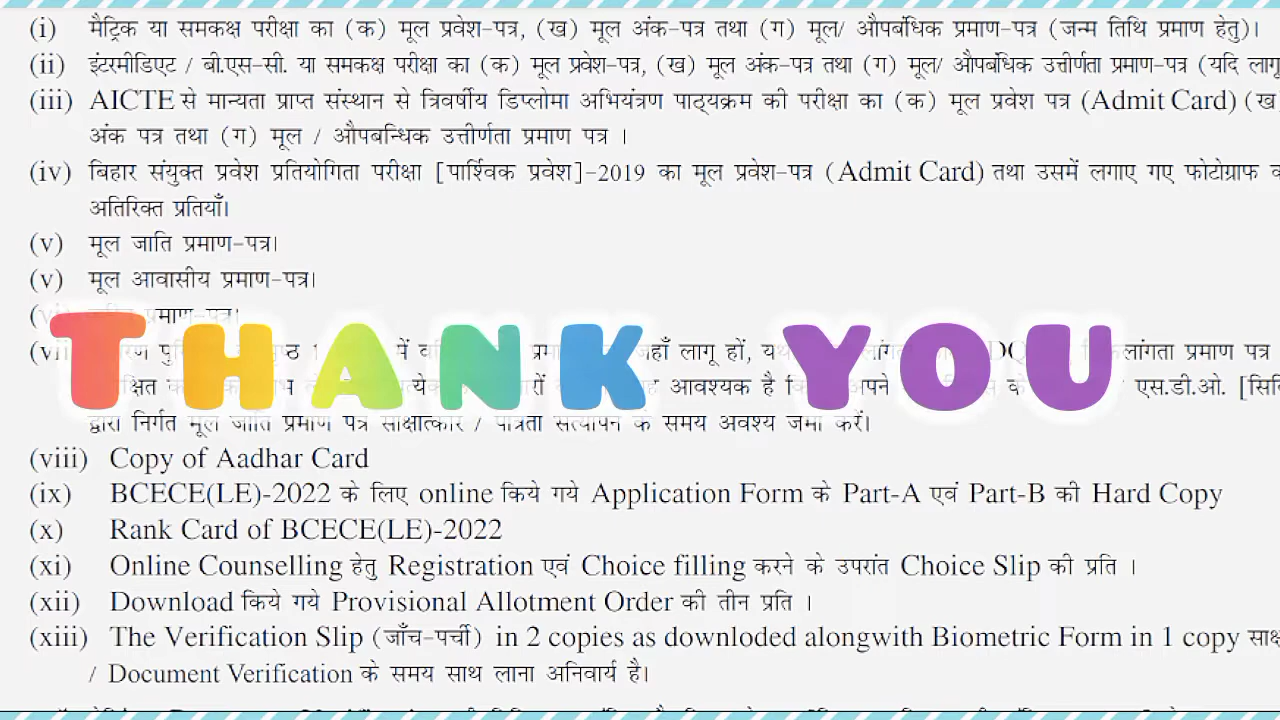 (i) मैट्रिक या समकक्ष परीक्षा का (क) मूल प्रवेश-पत्र, (ख) मूल अंक-पत्र तथा (ग) मूल/ औपबंधिक प्रमाण-पत्र (जन्म तिथि प्रमाण हेतु)।
(ii) इंटरमीडिएट / बी.एस-सी. या समकक्ष परीक्षा का (क) मूल प्रवेश-पत्र, (ख) मूल अंक-पत्र तथा (ग) मूल/ औपबंधिक उत्तीर्णता प्रमाण-पत्र (यदि लागू
(iii) AICTE से मान्यता प्राप्त संस्थान से त्रिवर्षीय डिप्लोमा अभियंत्रण पाठ्यक्रम की परीक्षा का (क) मूल प्रवेश पत्र (Admit Card) (ख
अंक पत्र तथा (ग) मूल / औपबन्धिक उत्तीर्णता प्रमाण पत्र ।
(iv) बिहार संयुक्त प्रवेश प्रतियोगिता परीक्षा [पार्श्विक प्रवेश]-2019 का मूल प्रवेश-पत्र (Admit Card) तथा उसमें लगाए गए फोटोग्राफ
अतिरिक्त प्रतियाँ।
(v) मूल जाति प्रमाण-पत्र।
(v) मूल आवासीय प्रमाण-पत्र।
(vi) प्रमाण-पत्र।
में जहाँ लागू हों, प्रमाण पत्र
THANK YOU
आवश्यक है अपने एस.डी.ओ.
द्वारा निर्गत मूल जाति प्रमाण पत्र साक्षात्कार / पात्रता सत्यापन के समय अवश्य जमा करें।
(viii) Copy of Aadhar Card
(ix) BCECE(LE)-2022 के लिए online किये गये Application Form के Part-A एवं Part-B की Hard Copy
(x) Rank Card of BCECE(LE)-2022
(xi) Online Counselling हेतु Registration एवं Choice filling करने के उपरांत Choice Slip की प्रति ।
(xii) Download किये गये Provisional Allotment Order की तीन प्रति ।
(xiii) The Verification Slip (जाँच-पर्ची) in 2 copies as downloded alongwith Biometric Form in 1 copy
/ Document Verification के समय साथ लाना अनिवार्य है।